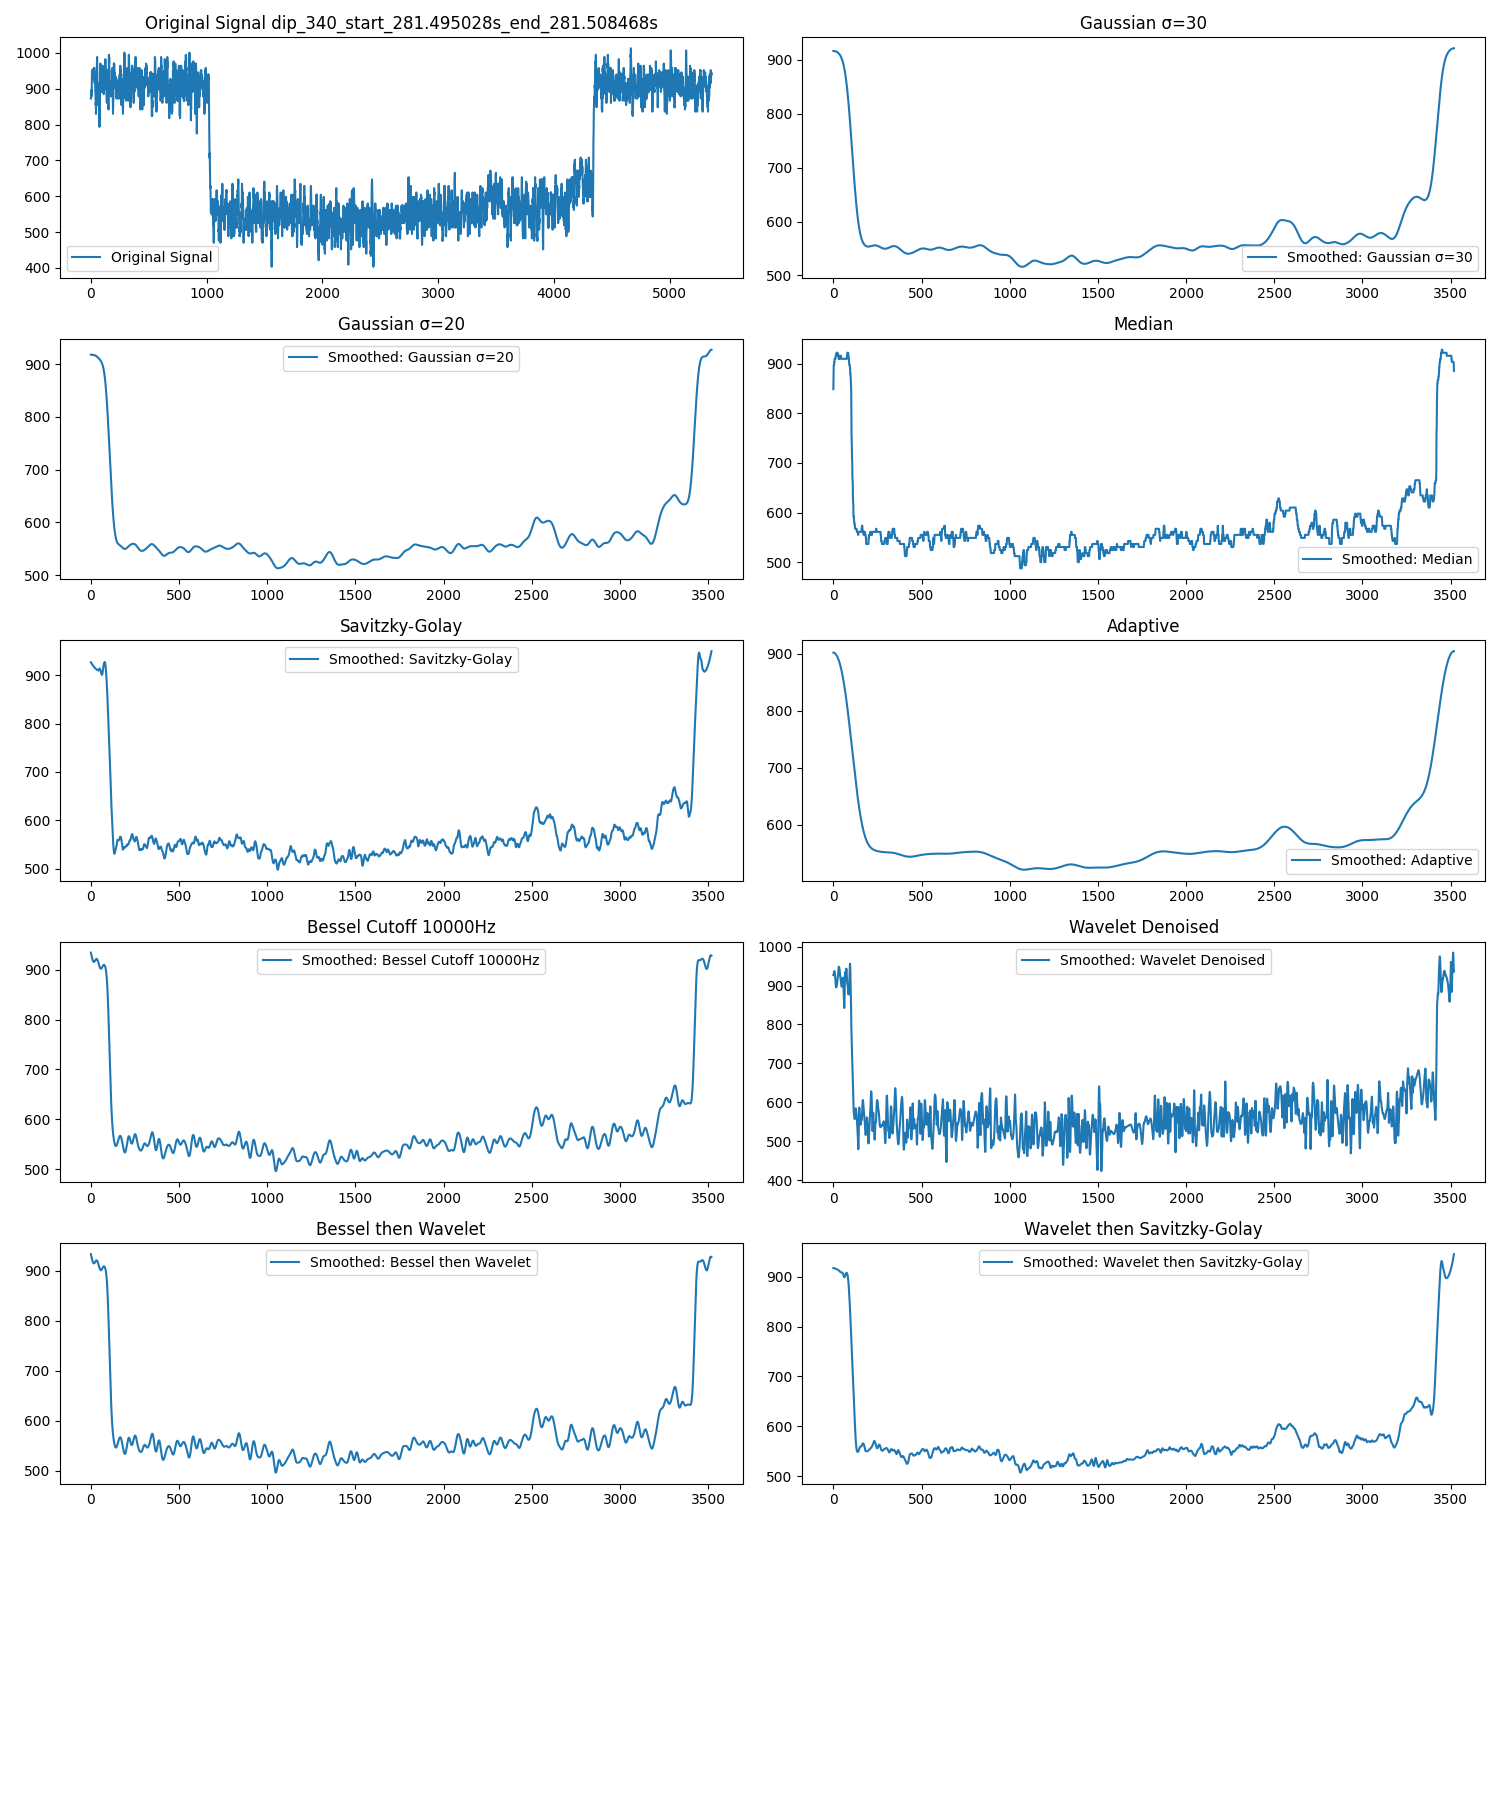 Original Signal dip_340_start_281.495028s_end_281.508468s
1000
900
800
700
600
500
400
Original Signal
0 1000 2000 3000 4000 5000
Gaussian σ=30
900
800
700
600
500
Smoothed: Gaussian σ=30
0 500 1000 1500 2000 2500 3000 3500
Gaussian σ=20
Smoothed: Gaussian σ=20
900
800
700
600
500
0 500 1000 1500 2000 2500 3000 3500
Median
900
800
700
600
500
Smoothed: Median
0 500 1000 1500 2000 2500 3000 3500
Savitzky-Golay
Smoothed: Savitzky-Golay
900
800
700
600
500
0 500 1000 1500 2000 2500 3000 3500
Adaptive
900
800
700
600
Smoothed: Adaptive
0 500 1000 1500 2000 2500 3000 3500
Bessel Cutoff 10000Hz
Smoothed: Bessel Cutoff 10000Hz
900
800
700
600
500
0 500 1000 1500 2000 2500 3000 3500
Wavelet Denoised
Smoothed: Wavelet Denoised
1000
900
800
700
600
500
400
0 500 1000 1500 2000 2500 3000 3500
Bessel then Wavelet
Smoothed: Bessel then Wavelet
900
800
700
600
500
0 500 1000 1500 2000 2500 3000 3500
Wavelet then Savitzky-Golay
Smoothed: Wavelet then Savitzky-Golay
900
800
700
600
500
0 500 1000 1500 2000 2500 3000 3500